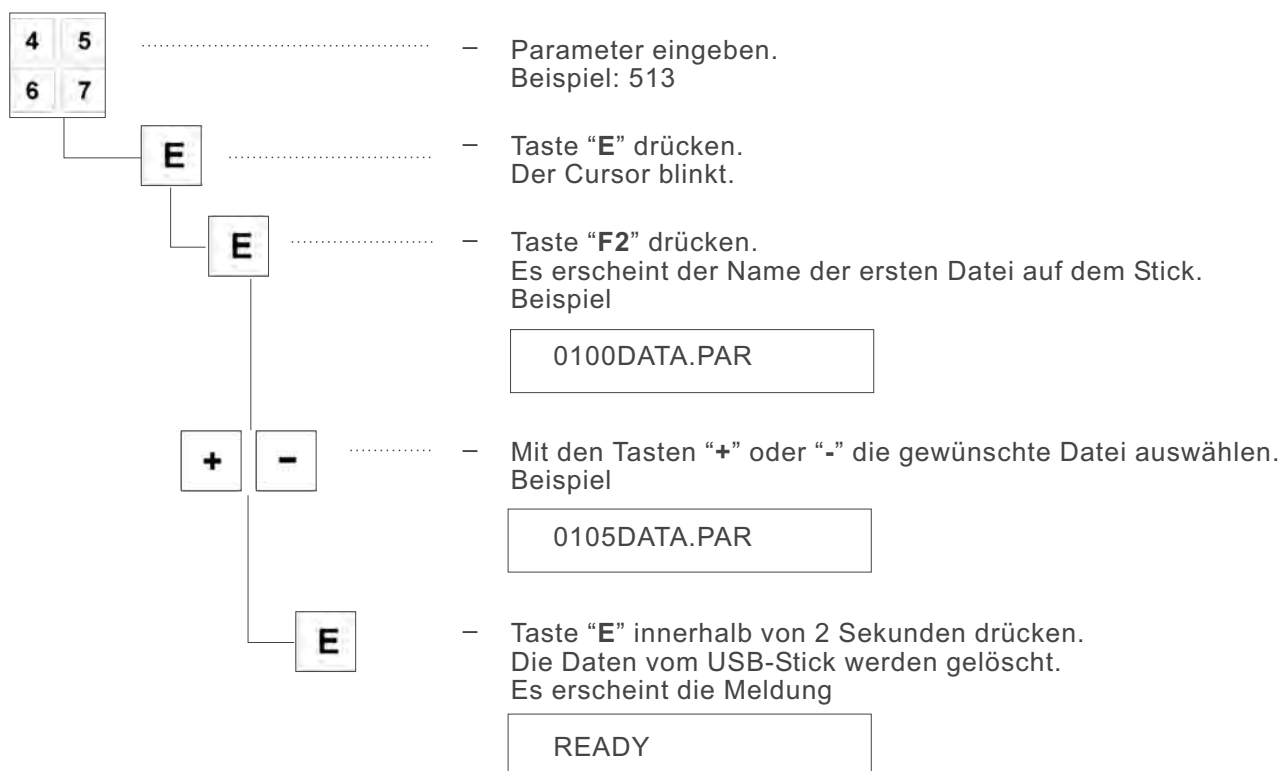 4 5
6 7
– Parameter eingeben.
Beispiel: 513
E
– Taste “E” drücken.
Der Cursor blinkt.
E
– Taste “F2” drücken.
Es erscheint der Name der ersten Datei auf dem Stick.
Beispiel
0100DATA.PAR
+ -
– Mit den Tasten “+” oder “-” die gewünschte Datei auswählen.
Beispiel
0105DATA.PAR
E
– Taste “E” innerhalb von 2 Sekunden drücken.
Die Daten vom USB-Stick werden gelöscht.
Es erscheint die Meldung
READY